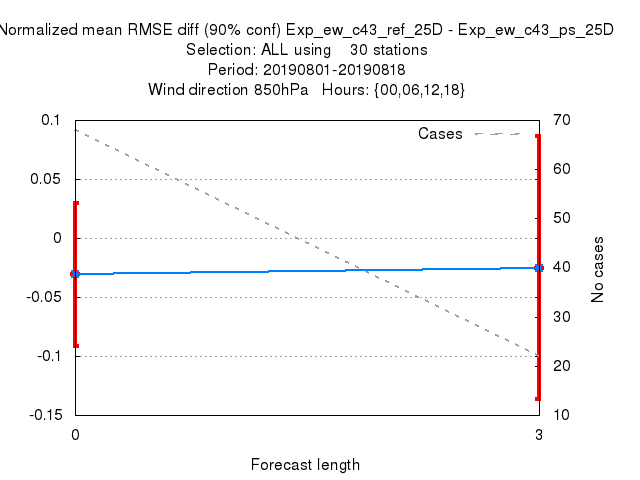 Normalized mean RMSE diff (90% conf) Exp_ew_c43_ref_25D - Exp_ew_c43_ps_25D
Selection: ALL using 30 stations
Period: 20190801-20190818
Wind direction 850hPa Hours: {00,06,12,18}
0.1
0.05
0
-0.05
-0.1
-0.15
Cases
70
60
50
40
30
20
10
No cases
0
3
Forecast length